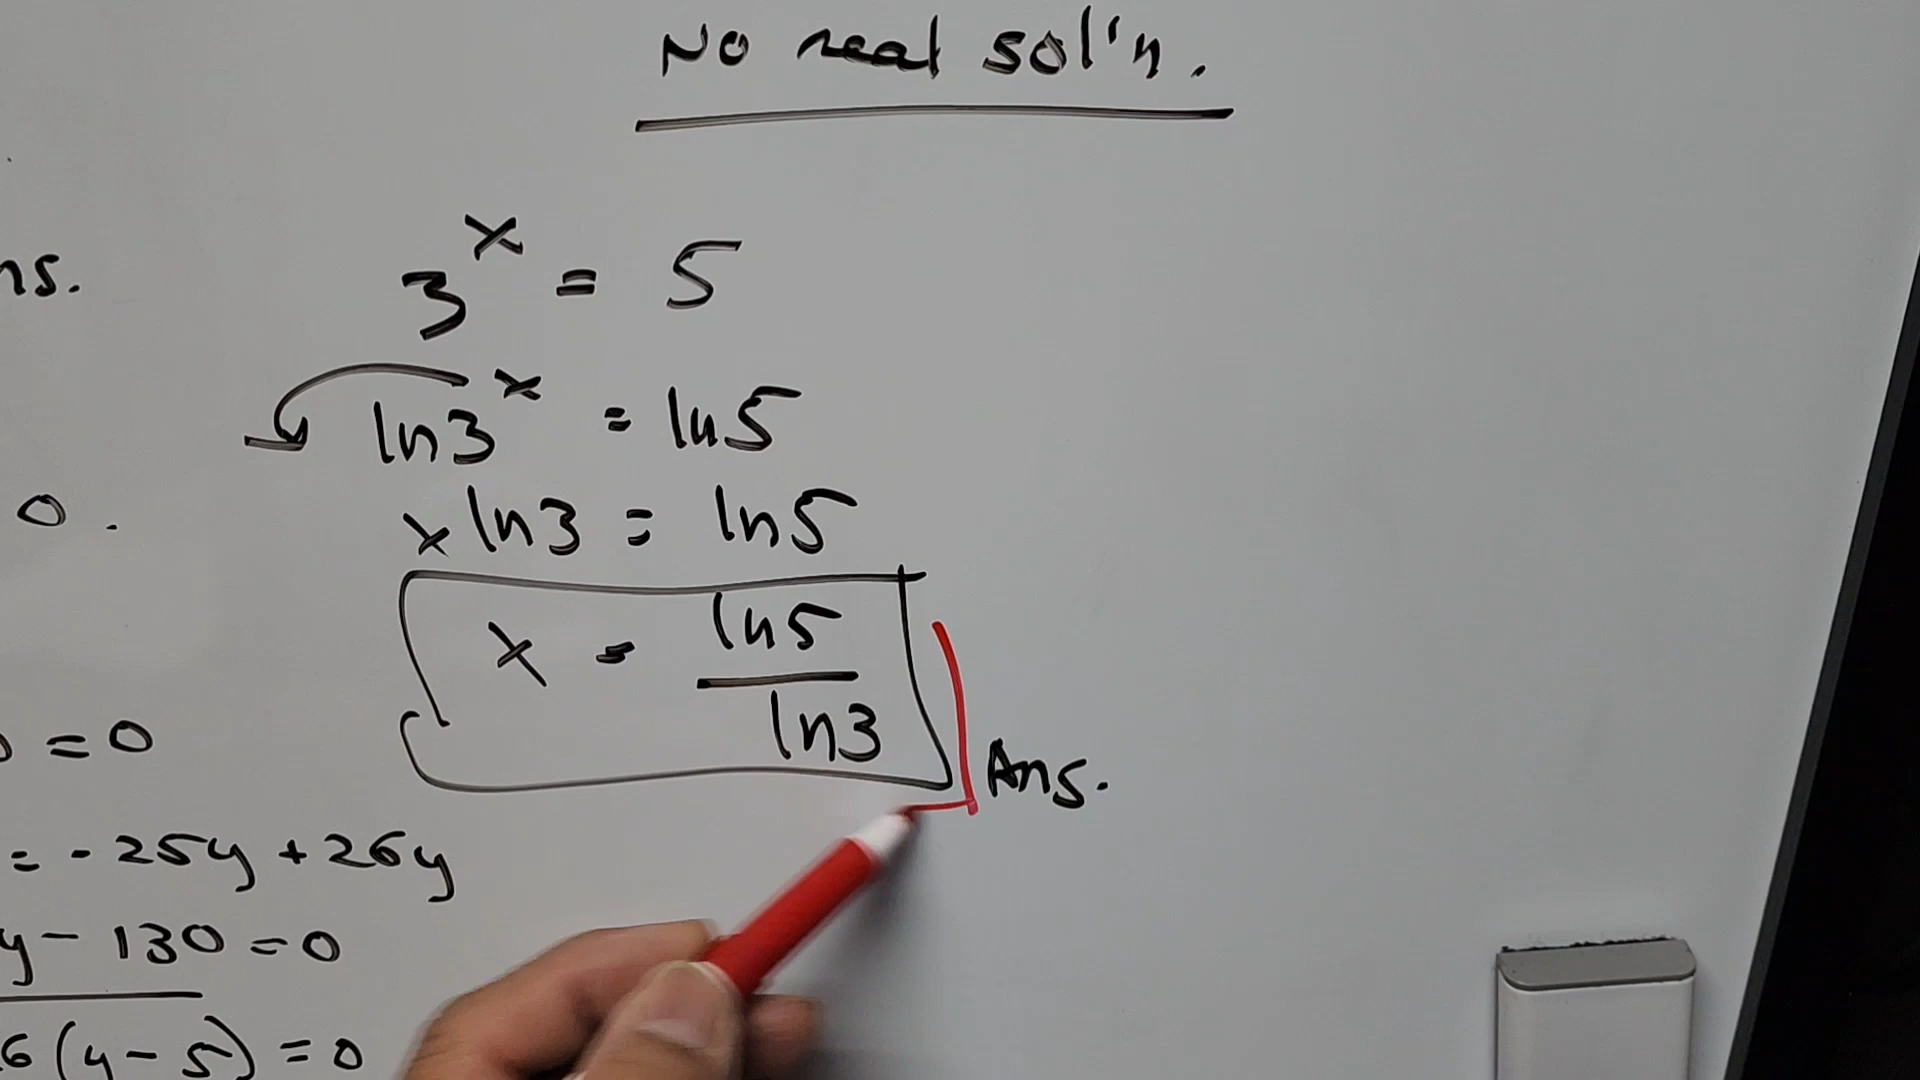 No real sol'n.
3^x = 5
ns.
ln3^x = ln5
x ln3 = ln5
0.
x = ln5 / ln3
= 0
Ans.
= -25y + 26y
y - 130 = 0
6(y - 5) = 0